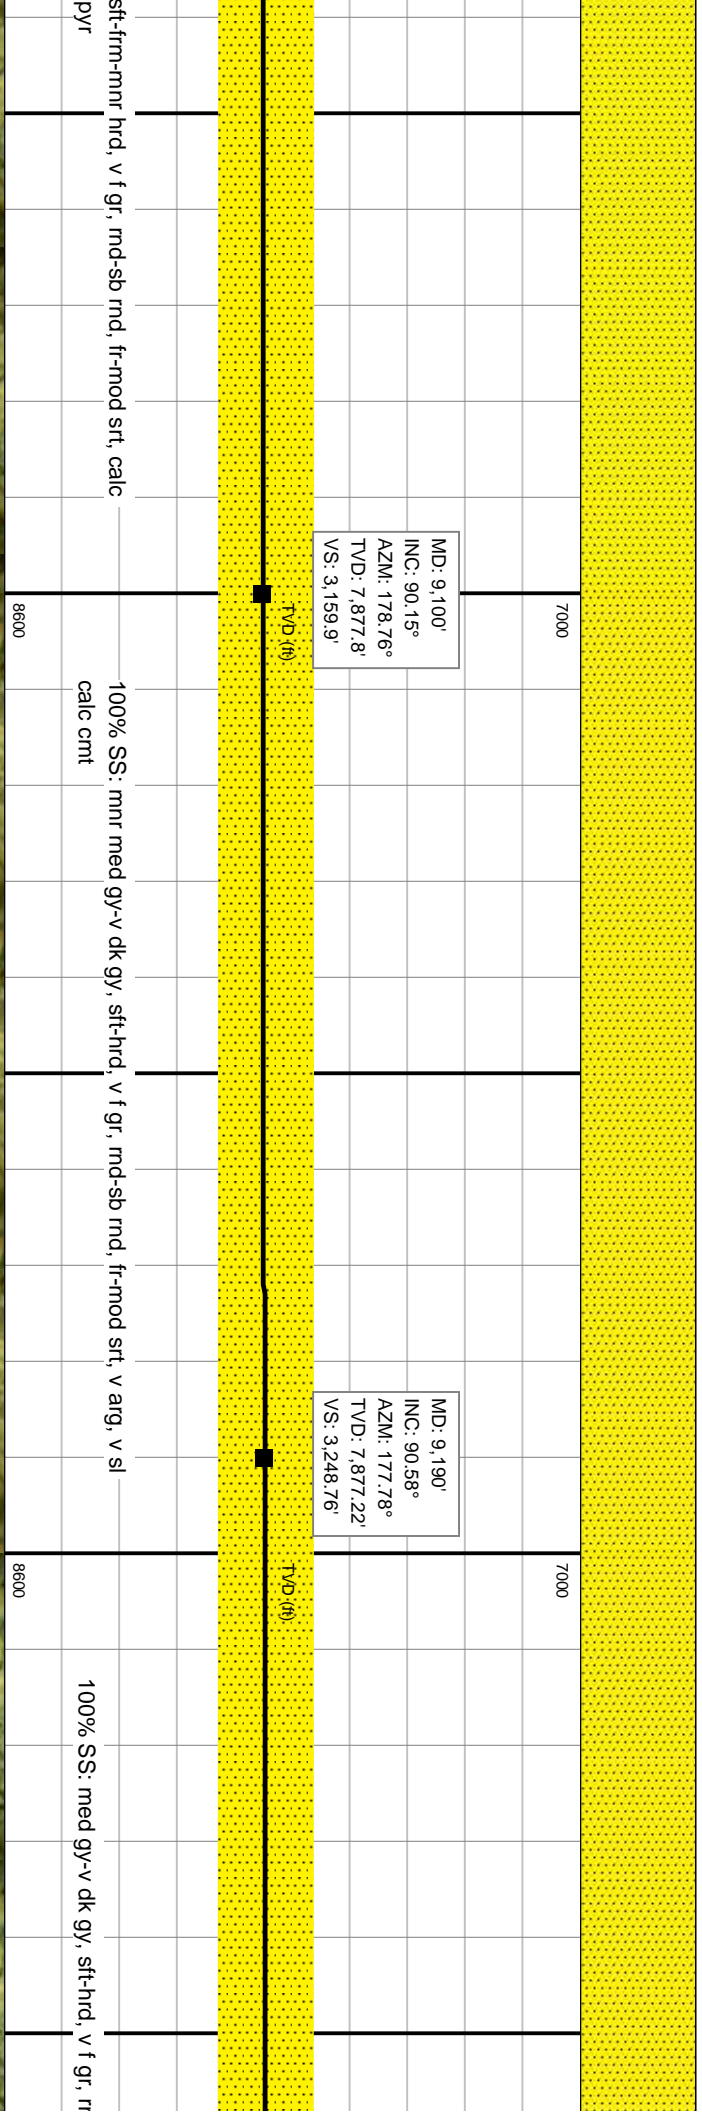 sft-frm-mnr hrd, v f gr, rnd-sb rnd, fr-mod srt, calc
pyr
MD: 9,100'
INC: 90.15°
AZM: 178.76°
TVD: 7,877.8'
VS: 3,159.9'
7000
TVD (ft)
8600
100% SS: mnr med gy-v dk gy, sft-hrd, v f gr, rnd-sb rnd, fr-mod srt, v arg, v sl
calc cmt
MD: 9,190'
INC: 90.58°
AZM: 177.78°
TVD: 7,877.22'
VS: 3,248.76'
7000
TVD (ft)
8600
100% SS: med gy-v dk gy, sft-hrd, v f gr,